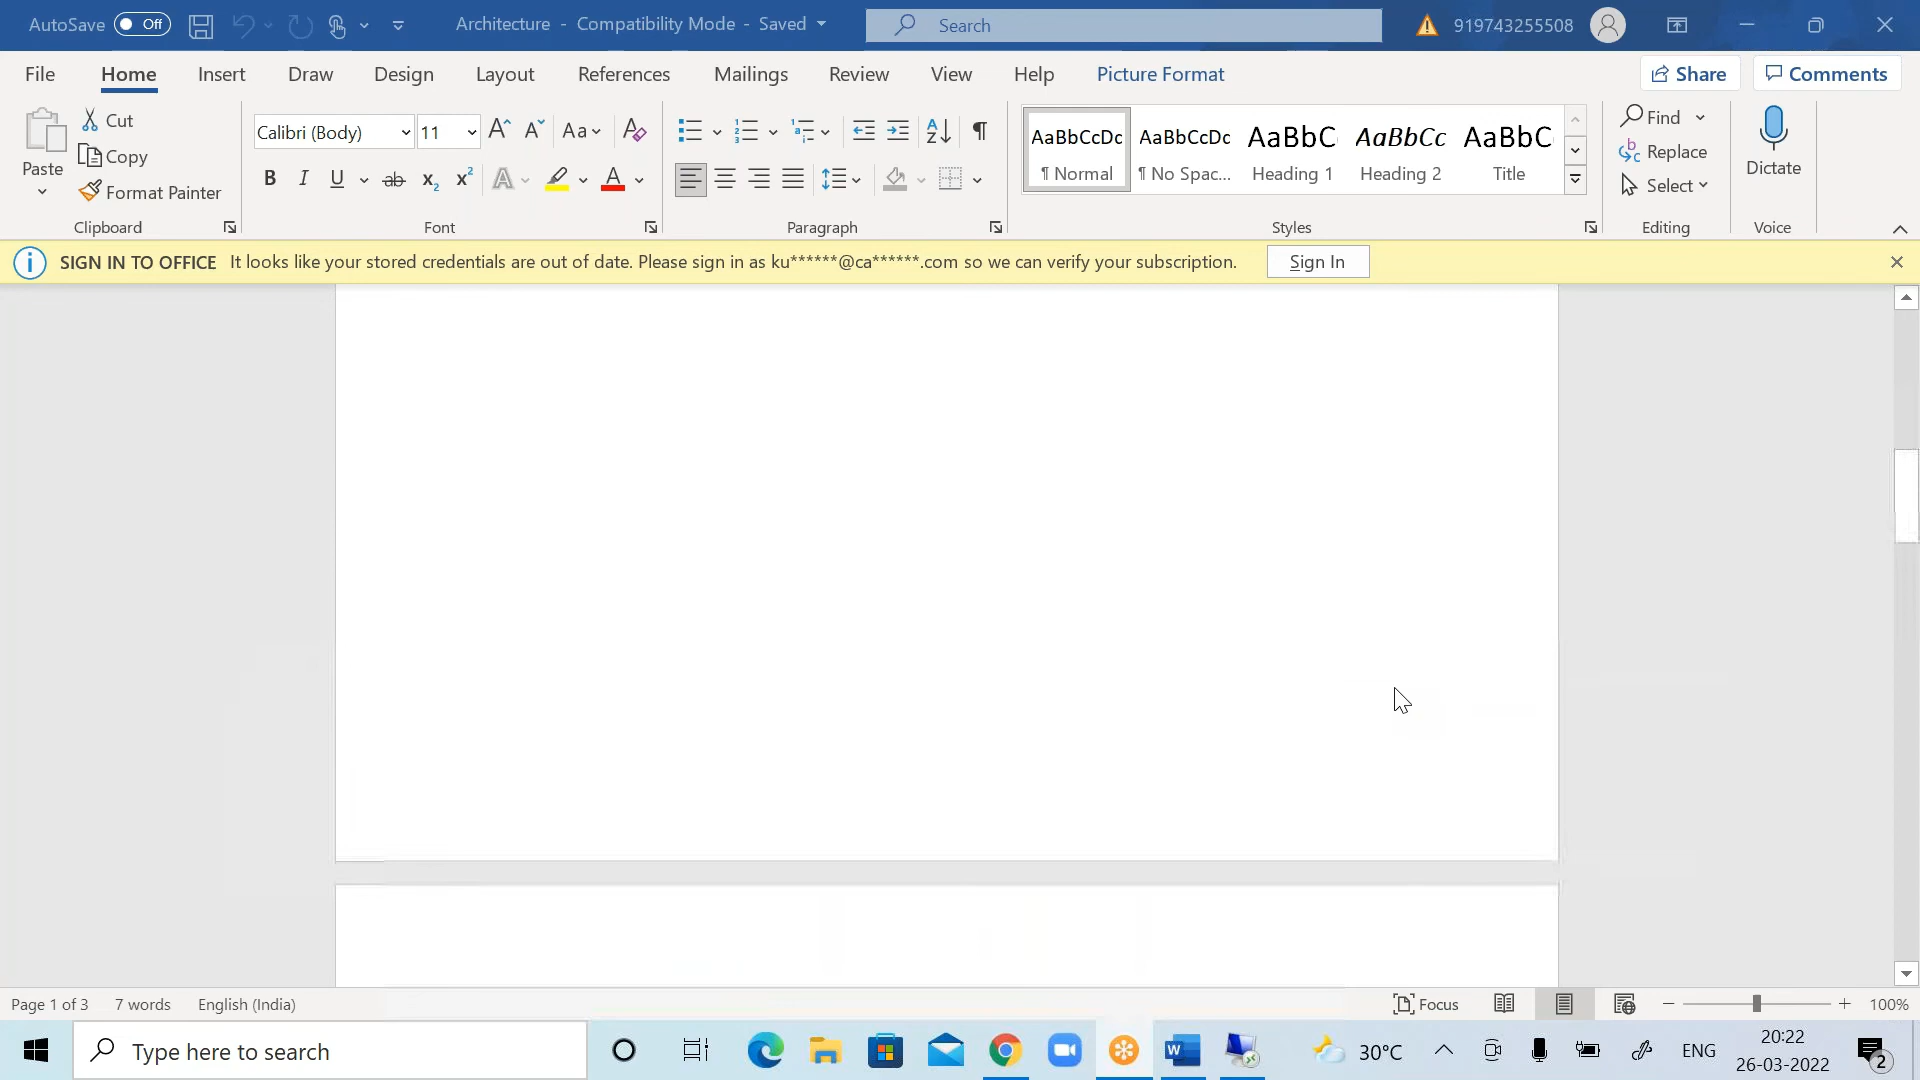 AutoSave Off Architecture - Compatibility Mode - Saved Search 919743255508
File Home Insert Draw Design Layout References Mailings Review View Help Picture Format Share Comments
Paste Cut Copy Format Painter
Clipboard
Calibri (Body) 11 Aa
B I U ab x₂ x² A A
Font
Paragraph
AaBbCcDc AaBbCcDc AaBbC AaBbCc AaBbC
¶ Normal ¶ No Spac... Heading 1 Heading 2 Title
Styles
Find
Replace
Select
Editing
Dictate
Voice
SIGN IN TO OFFICE It looks like your stored credentials are out of date. Please sign in as ku******@ca******.com so we can verify your subscription. Sign In
Page 1 of 3 7 words English (India) Focus 100%
Type here to search 30°C ENG 20:22
26-03-2022 2